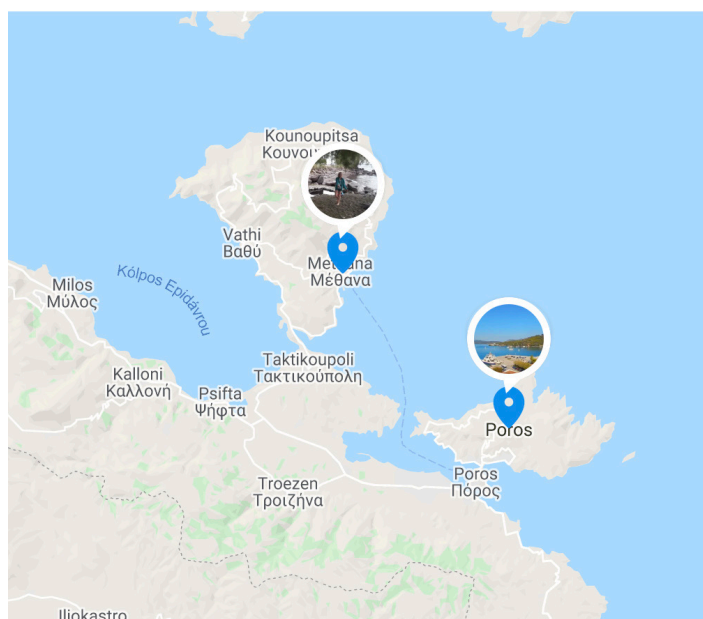 Kounoupitsa
Vathi
Βαθύ
Μέθανα
Kólpos Epidávrou
Milos
Μύλος
Taktikoupoli
Τακτικούπολη
Kalloni
Καλλονή
Psifta
Ψήφτα
Poros
Poros
Πόρος
Troezen
Τροιζήνα
Iliokastro